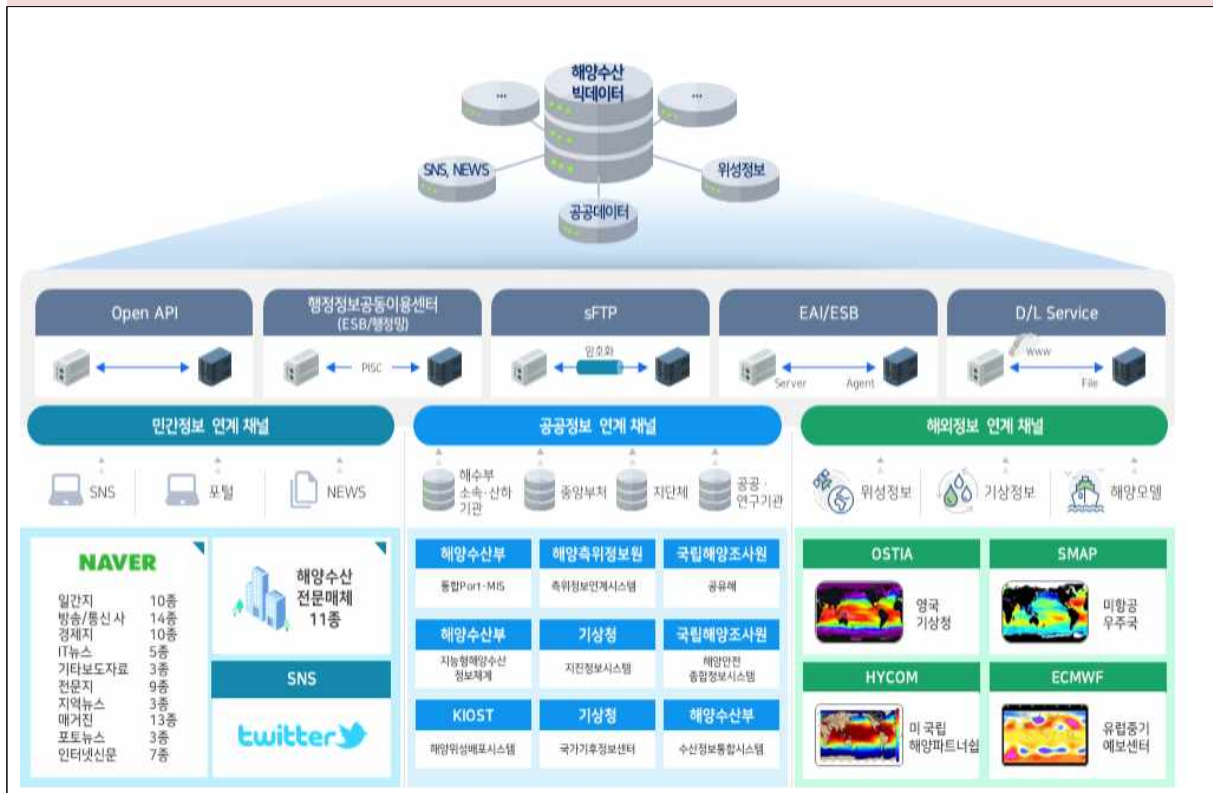 해양수산
빅데이터
...
...
SNS, NEWS
위성정보
공공데이터
Open API
행정정보공동이용센터
(ESB/행정망)
PISC
sFTP
암호화
EAI/ESB
Server
Agent
D/L Service
WWW
File
민간정보 연계 채널
공공정보 연계 채널
해외정보 연계 채널
SNS
포털
NEWS
해수부
소속·산하
기관
중앙부처
지단체
공공·
연구기관
위성정보
기상정보
해양모델
NAVER
일간지 10종
방송/통신사 14종
경제지 10종
IT뉴스 5종
기타보도자료 3종
전문지 9종
지역뉴스 3종
매거진 13종
포토뉴스 3종
인터넷신문 7종
해양수산
전문매체
11종
SNS
twitter
해양수산부
통합Port-MIS
해양측위정보원
측위정보연계시스템
국립해양조사원
공유해
해양수산부
지능형해양수산
정보체계
기상청
지진정보시스템
국립해양조사원
해양안전
종합정보시스템
KIOST
해양위성배포시스템
기상청
국가기후정보센터
해양수산부
수산정보통합시스템
OSTIA
영국
기상청
SMAP
미항공
우주국
HYCOM
미 국립
해양파트너쉽
ECMWF
유럽중기
예보센터